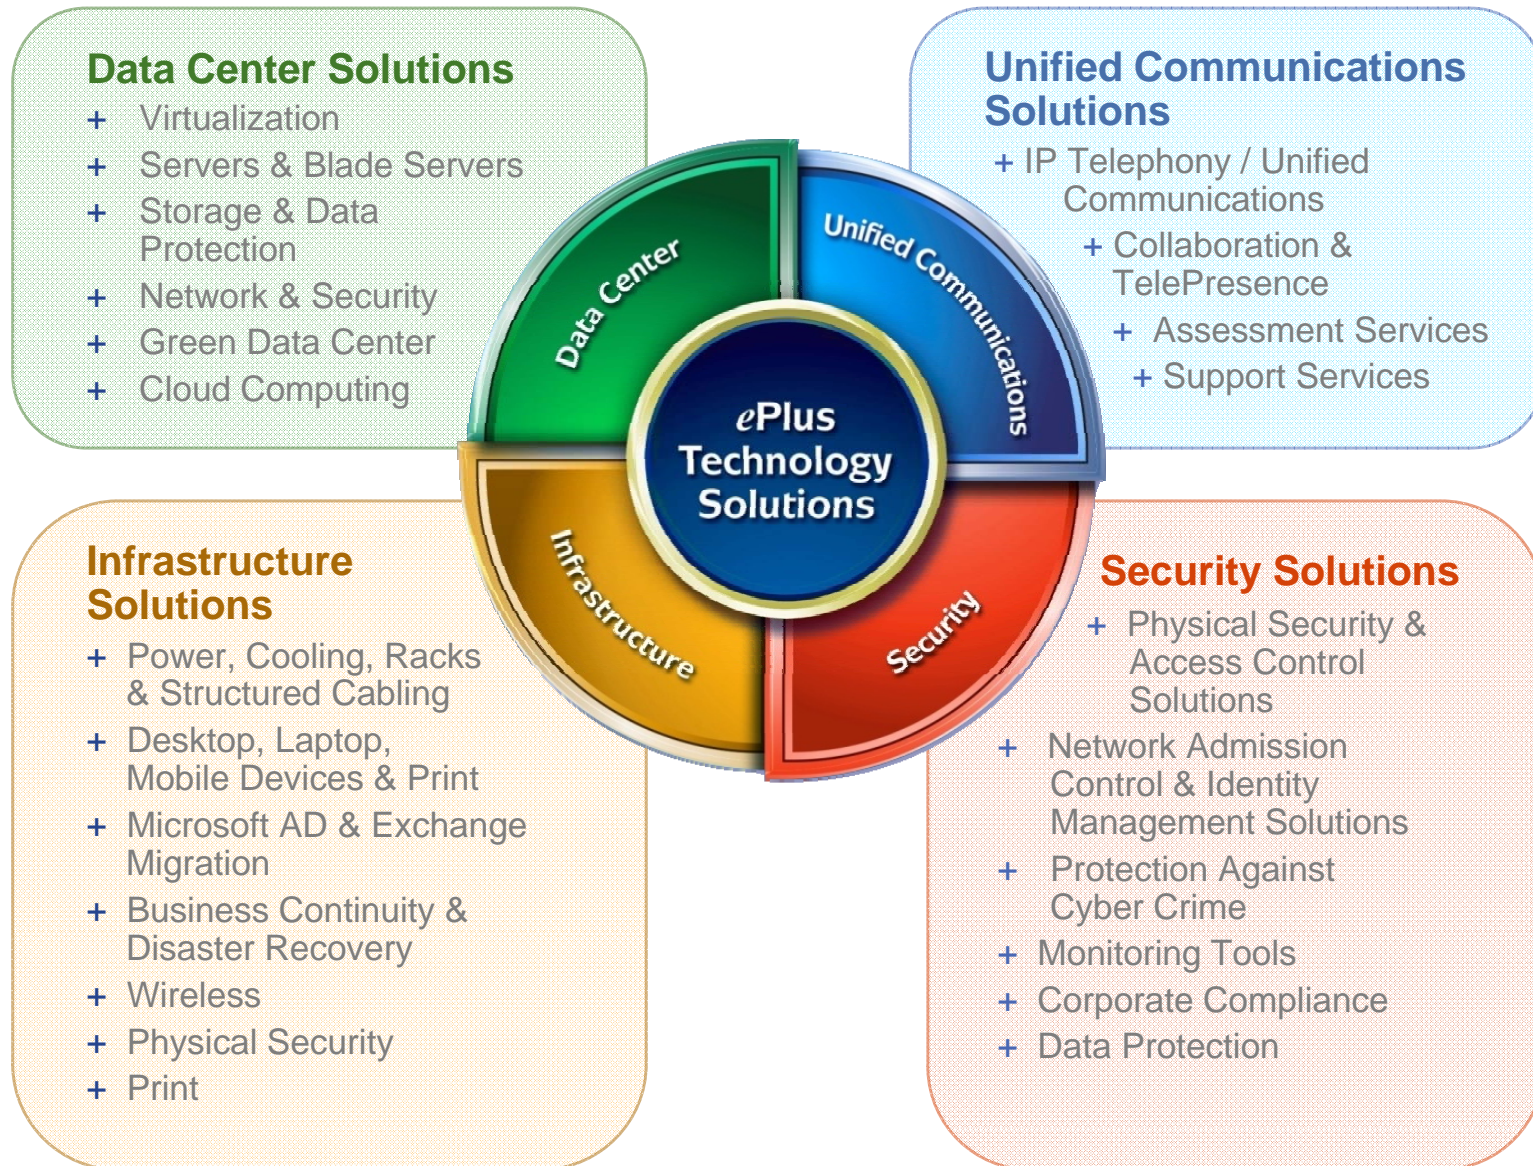 Data Center Solutions
+ Virtualization
+ Servers & Blade Servers
+ Storage & Data
Protection
+ Network & Security
+ Green Data Center
+ Cloud Computing
Unified Communications
Solutions
+ IP Telephony / Unified
Communications
+ Collaboration &
TelePresence
+ Assessment Services
+ Support Services
Data Center
Unified Communications
ePlus
Technology
Solutions
Infrastructure
Security
Infrastructure
Solutions
+ Power, Cooling, Racks
& Structured Cabling
+ Desktop, Laptop,
Mobile Devices & Print
+ Microsoft AD & Exchange
Migration
+ Business Continuity &
Disaster Recovery
+ Wireless
+ Physical Security
+ Print
Security Solutions
+ Physical Security &
Access Control
Solutions
+ Network Admission
Control & Identity
Management Solutions
+ Protection Against
Cyber Crime
+ Monitoring Tools
+ Corporate Compliance
+ Data Protection